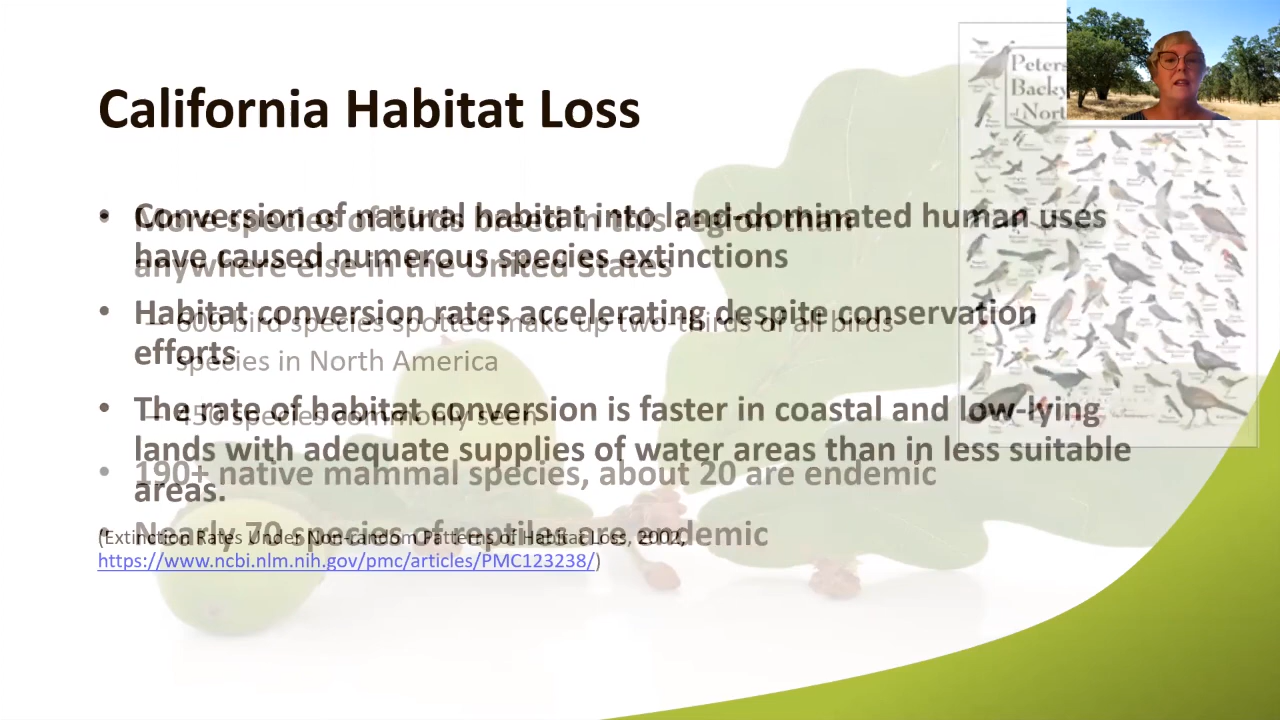 California Habitat Loss
• Conversion of natural habitat into land-dominated human uses
have caused numerous species extinctions
• Habitat conversion rates accelerating despite conservation
efforts
• The rate of habitat conversion is faster in coastal and low-lying
lands with adequate supplies of water areas than in less suitable
areas.
(Extinction Rates Under Non-random Patterns of Habitat Loss, 2002,
https://www.ncbi.nlm.nih.gov/pmc/articles/PMC123238/)
• More species of birds breed in this region than
anywhere else in the United States
– 600 bird species spotted make up two-thirds of all birds
species in North America
– 450 species commonly seen
• 190+ native mammal species, about 20 are endemic
• Nearly 70 species of reptiles are endemic
Peters
Backy
of Nort